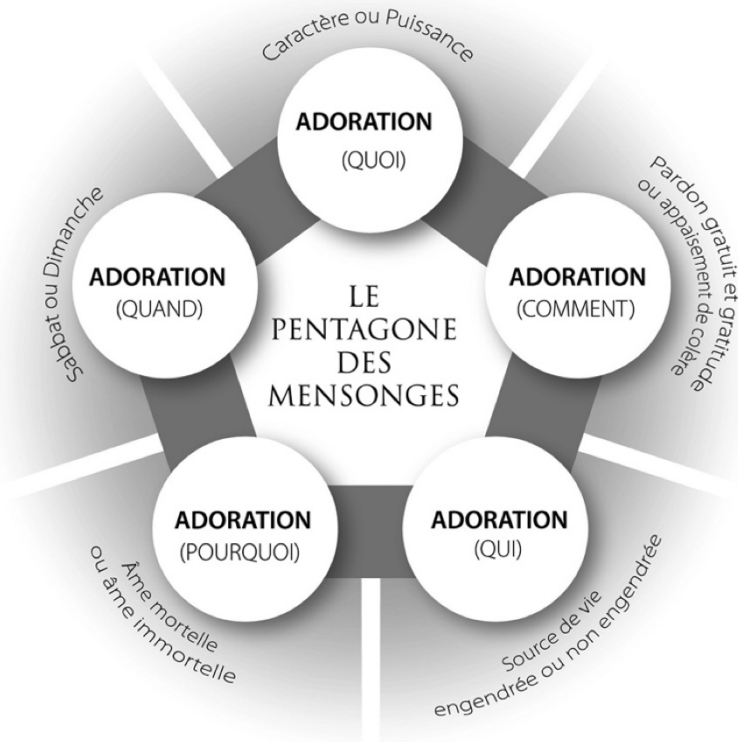 Caractère ou Puissance
ADORATION
(QUOI)
Pardon gratuit et gratitude
ou appaisement de colère
ADORATION
(COMMENT)
Sabbat ou Dimanche
ADORATION
(QUAND)
LE
PENTAGONE
DES
MENSONGES
ADORATION
(POURQUOI)
Âme mortelle
ou âme immortelle
ADORATION
(QUI)
Source de vie
engendrée ou non engendrée